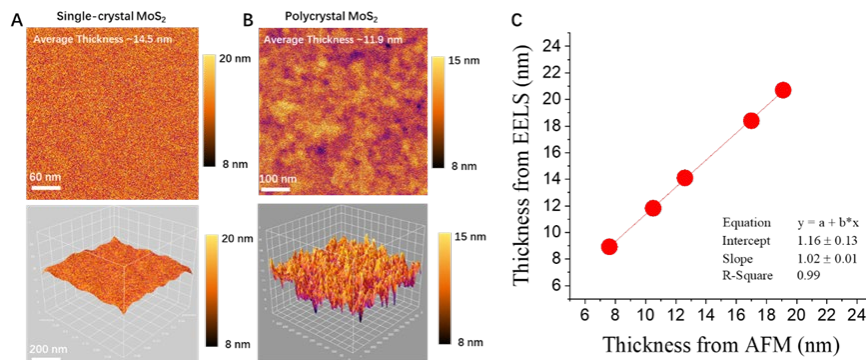 A
Single-crystal MoS₂
Average Thickness ~14.5 nm
60 nm
20 nm
8 nm
200 nm
20 nm
8 nm
B
Polycrystal MoS₂
Average Thickness ~11.9 nm
100 nm
15 nm
8 nm
15 nm
8 nm
C
Thickness from EELS (nm)
24
22
20
18
16
14
12
10
8
6
Equation y = a + b*x
Intercept 1.16 ± 0.13
Slope 1.02 ± 0.01
R-Square 0.99
6 8 10 12 14 16 18 20 22 24
Thickness from AFM (nm)